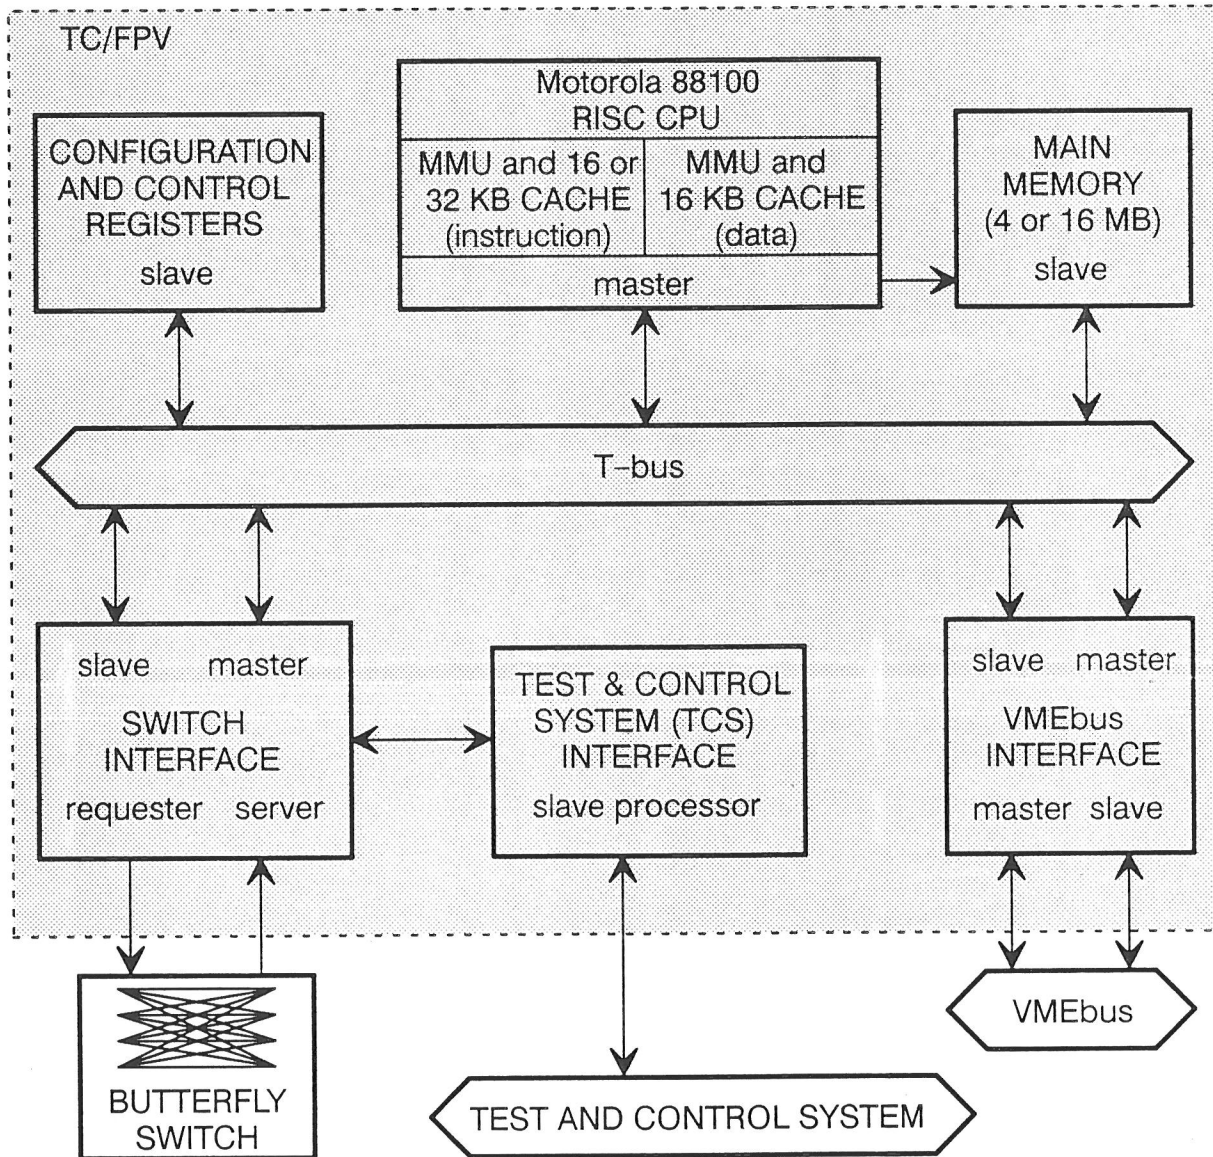 TC/FPV
CONFIGURATION
AND CONTROL
REGISTERS
slave
Motorola 88100
RISC CPU
MMU and 16 or
32 KB CACHE
(instruction)
MMU and
16 KB CACHE
(data)
master
MAIN
MEMORY
(4 or 16 MB)
slave
T-bus
slave master
SWITCH
INTERFACE
requester server
TEST & CONTROL
SYSTEM (TCS)
INTERFACE
slave processor
slave master
VMEbus
INTERFACE
master slave
BUTTERFLY
SWITCH
TEST AND CONTROL SYSTEM
VMEbus